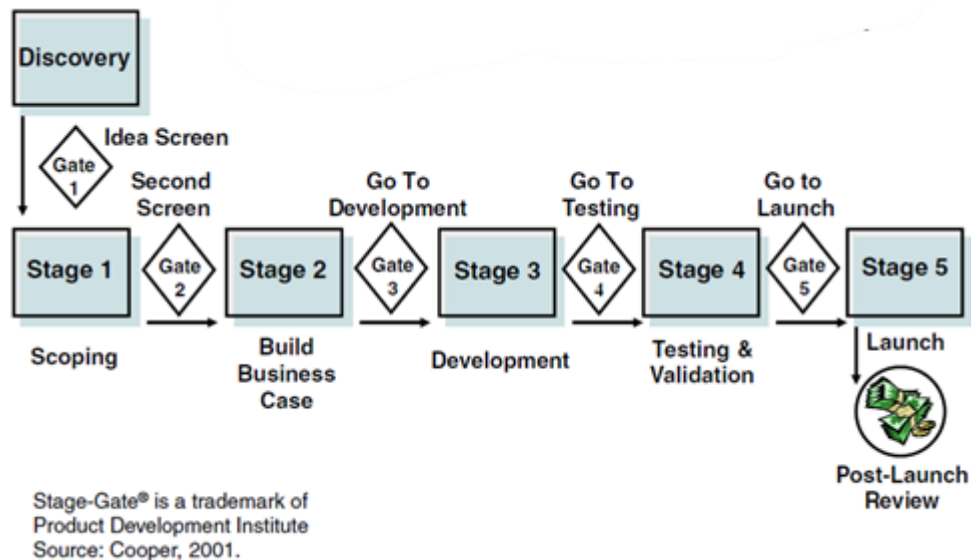 Discovery
Idea Screen
Gate
1
Second
Screen
Go To
Development
Go To
Testing
Go to
Launch
Stage 1
Gate
2
Stage 2
Gate
3
Stage 3
Gate
4
Stage 4
Gate
5
Stage 5
Scoping
Build
Business
Case
Development
Testing &
Validation
Launch
1
Post-Launch
Review
Stage-Gate® is a trademark of
Product Development Institute
Source: Cooper, 2001.